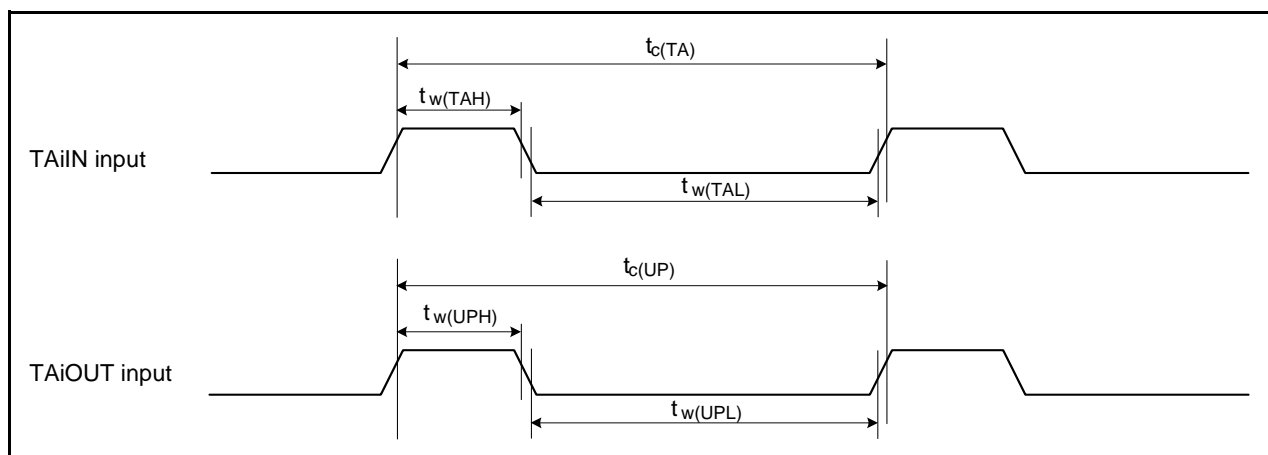 tc(TA)
tw(TAH)
TAiIN input
tw(TAL)
tc(UP)
tw(UPH)
TAiOUT input
tw(UPL)